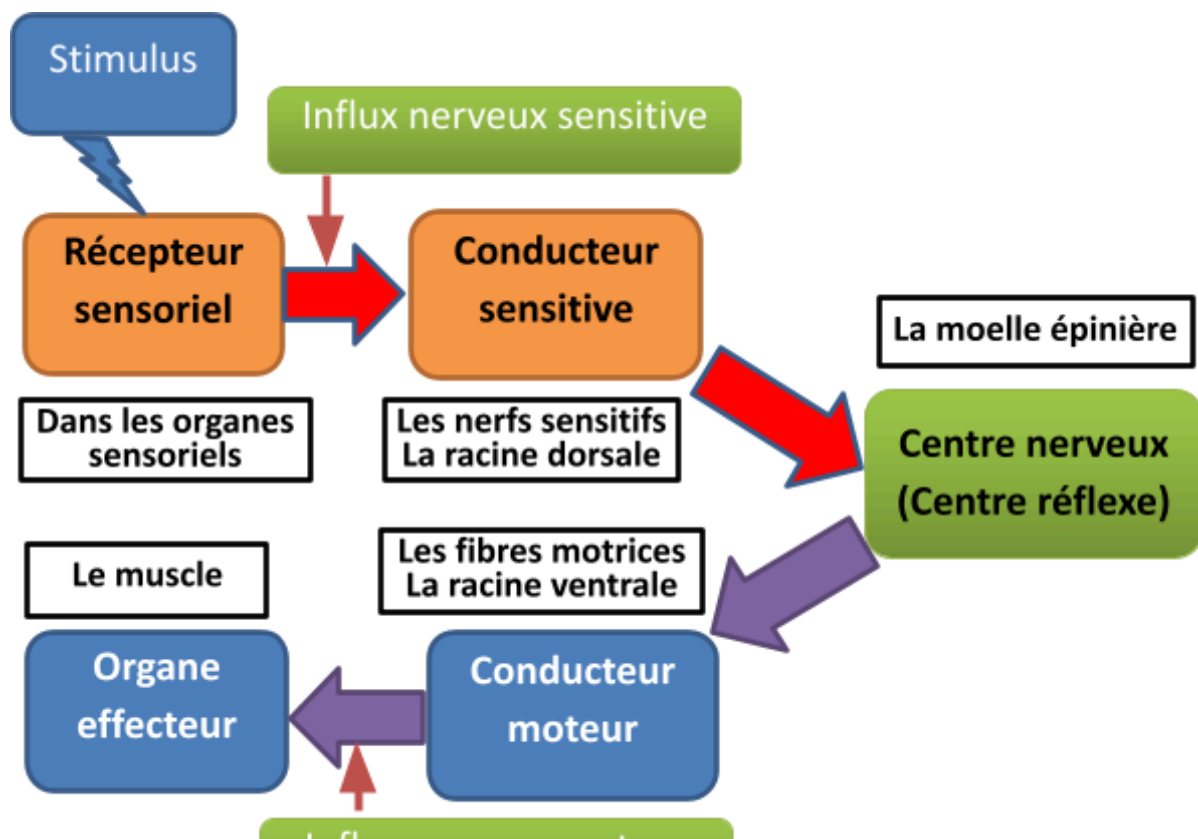 Stimulus
Influx nerveux sensitive
Récepteur
sensoriel
Conducteur
sensitive
La moelle épinière
Dans les organes
sensoriels
Les nerfs sensitifs
La racine dorsale
Centre nerveux
(Centre réflexe)
Le muscle
Les fibres motrices
La racine ventrale
Organe
effecteur
Conducteur
moteur